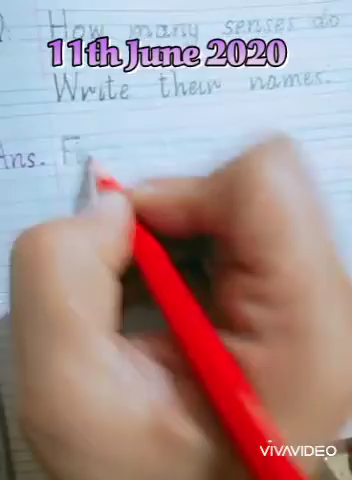 How many senses do
11th June 2020
Write their names.
Ans. F
VIVAVIDEO